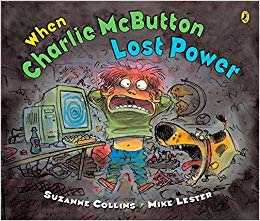 When
Charlie McButton
Lost Power
SUZANNE COLLINS • MIKE LESTER